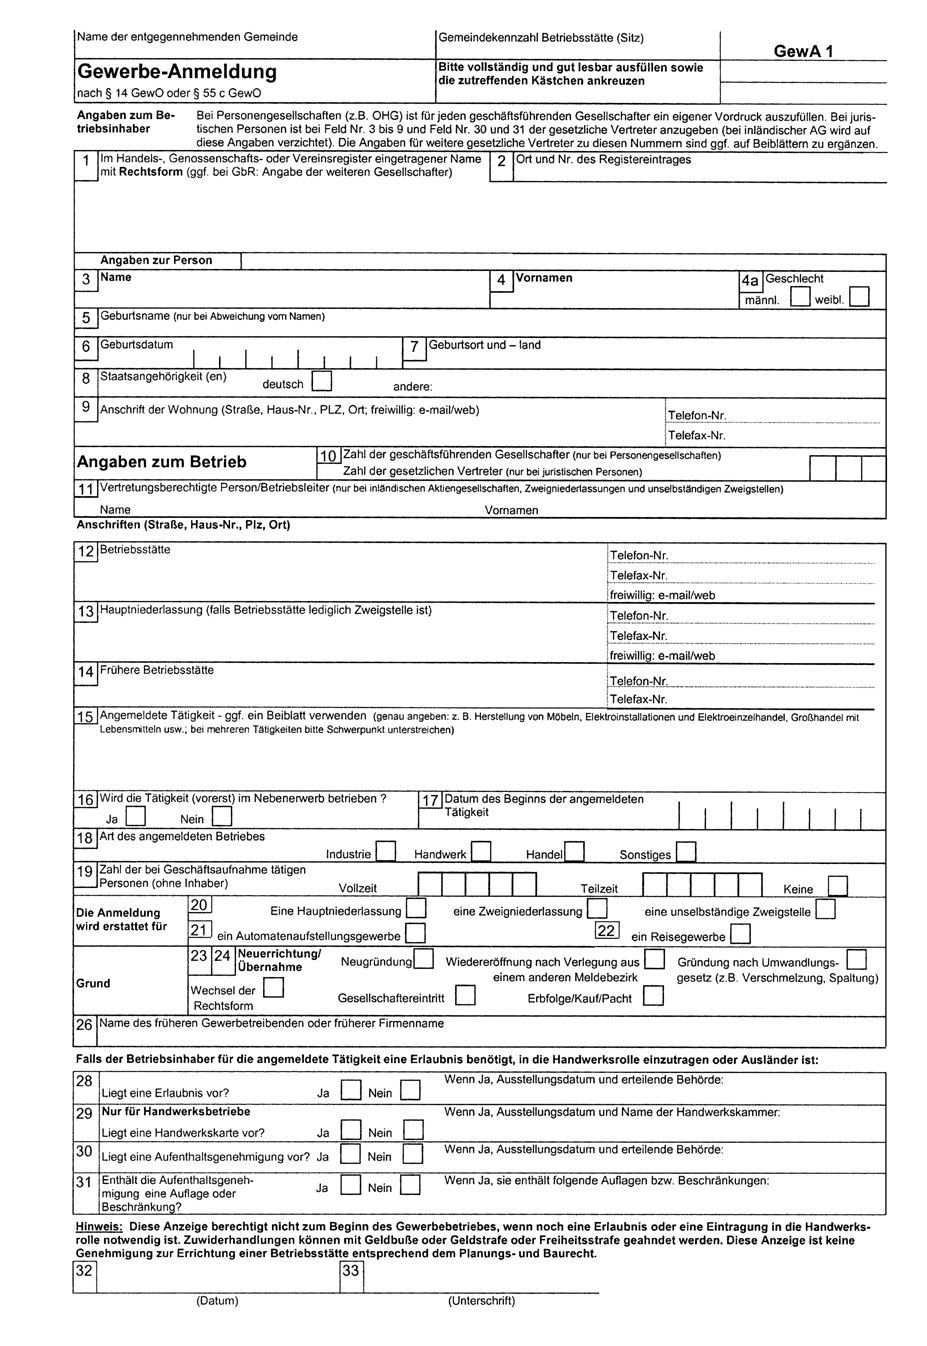 Name der entgegennehmenden Gemeinde
Gemeindekennzahl Betriebsstätte (Sitz)
GewA 1
Gewerbe-Anmeldung
nach § 14 GewO oder § 55 c GewO
Bitte vollständig und gut lesbar ausfüllen sowie
die zutreffenden Kästchen ankreuzen
Angaben zum Be-
triebsinhaber
Bei Personengesellschaften (z.B. OHG) ist für jeden geschäftsführenden Gesellschafter ein eigener Vordruck auszufüllen. Bei juris-
tischen Personen ist bei Feld Nr. 3 bis 9 und Feld Nr. 30 und 31 der gesetzliche Vertreter anzugeben (bei inländischer AG wird auf
diese Angaben verzichtet). Die Angaben für weitere gesetzliche Vertreter zu diesen Nummern sind ggf. auf Beiblättern zu ergänzen.
1 Im Handels-, Genossenschafts- oder Vereinsregister eingetragener Name
mit Rechtsform (ggf. bei GbR: Angabe der weiteren Gesellschafter)
2 Ort und Nr. des Registereintrages
Angaben zur Person
3 Name
4 Vornamen
4a Geschlecht
männl. weibl.
5 Geburtsname (nur bei Abweichung vom Namen)
6 Geburtsdatum
7 Geburtsort und – land
8 Staatsangehörigkeit (en)
deutsch andere:
9 Anschrift der Wohnung (Straße, Haus-Nr., PLZ, Ort; freiwillig: e-mail/web)
Telefon-Nr.
Telefax-Nr.
Angaben zum Betrieb
10 Zahl der geschäftsführenden Gesellschafter (nur bei Personengesellschaften)
Zahl der gesetzlichen Vertreter (nur bei juristischen Personen)
11 Vertretungsberechtigte Person/Betriebsleiter (nur bei inländischen Aktiengesellschaften, Zweigniederlassungen und unselbständigen Zweigstellen)
Name Vornamen
Anschriften (Straße, Haus-Nr., Plz, Ort)
12 Betriebsstätte
Telefon-Nr.
Telefax-Nr.
freiwillig: e-mail/web
13 Hauptniederlassung (falls Betriebsstätte lediglich Zweigstelle ist)
Telefon-Nr.
Telefax-Nr.
freiwillig: e-mail/web
14 Frühere Betriebsstätte
Telefon-Nr.
Telefax-Nr.
15 Angemeldete Tätigkeit - ggf. ein Beiblatt verwenden (genau angeben: z. B. Herstellung von Möbeln, Elektroinstallationen und Elektroeinzelhandel, Großhandel mit
Lebensmitteln usw.; bei mehreren Tätigkeiten bitte Schwerpunkt unterstreichen)
16 Wird die Tätigkeit (vorerst) im Nebenerwerb betrieben ?
Ja Nein
17 Datum des Beginns der angemeldeten
Tätigkeit
18 Art des angemeldeten Betriebes
Industrie Handwerk Handel Sonstiges
19 Zahl der bei Geschäftsaufnahme tätigen
Personen (ohne Inhaber)
Vollzeit Teilzeit Keine
Die Anmeldung
wird erstattet für
20 Eine Hauptniederlassung eine Zweigniederlassung eine unselbständige Zweigstelle
21 ein Automatenaufstellungsgewerbe 22 ein Reisegewerbe
Grund
23 24 Neuerrichtung/
Übernahme
Neugründung
Wiedereröffnung nach Verlegung aus
einem anderen Meldebezirk
Gründung nach Umwandlungs-
gesetz (z.B. Verschmelzung, Spaltung)
Wechsel der
Rechtsform
Gesellschaftereintritt Erbfolge/Kauf/Pacht
26 Name des früheren Gewerbetreibenden oder früherer Firmenname
Falls der Betriebsinhaber für die angemeldete Tätigkeit eine Erlaubnis benötigt, in die Handwerksrolle einzutragen oder Ausländer ist:
28
Liegt eine Erlaubnis vor? Ja Nein
Wenn Ja, Ausstellungsdatum und erteilende Behörde:
29 Nur für Handwerksbetriebe
Liegt eine Handwerkskarte vor? Ja Nein
Wenn Ja, Ausstellungsdatum und Name der Handwerkskammer:
30
Liegt eine Aufenthaltsgenehmigung vor? Ja Nein
Wenn Ja, Ausstellungsdatum und erteilende Behörde:
31 Enthält die Aufenthaltsgeneh-
migung eine Auflage oder
Beschränkung?
Ja Nein
Wenn Ja, sie enthält folgende Auflagen bzw. Beschränkungen:
Hinweis: Diese Anzeige berechtigt nicht zum Beginn des Gewerbebetriebes, wenn noch eine Erlaubnis oder eine Eintragung in die Handwerks-
rolle notwendig ist. Zuwiderhandlungen können mit Geldbuße oder Geldstrafe oder Freiheitsstrafe geahndet werden. Diese Anzeige ist keine
Genehmigung zur Errichtung einer Betriebsstätte entsprechend dem Planungs- und Baurecht.
32 33
(Datum) (Unterschrift)